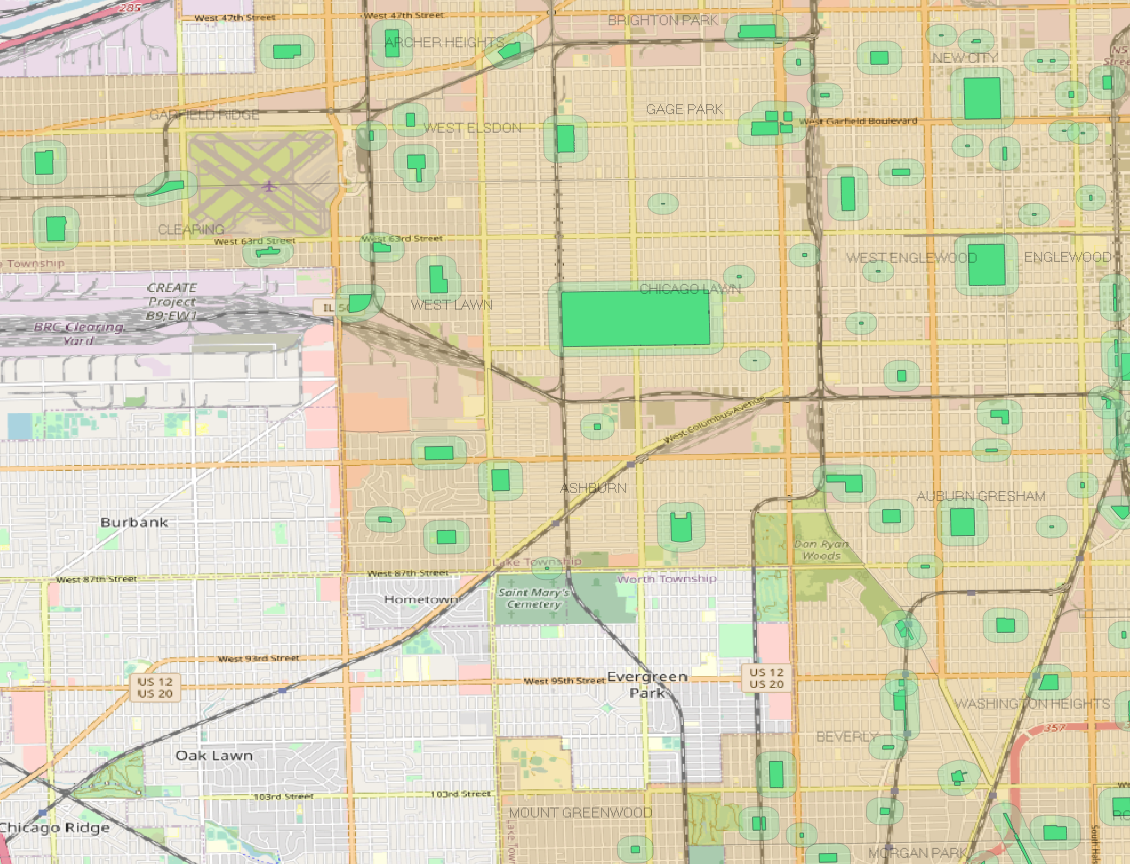 285
West 47th Street
West 47th Street
BRIGHTON PARK
ARCHER HEIGHTS
NEW CITY
GARFIELD RIDGE
GAGE PARK
West Garfield Boulevard
WEST ELSDON
CLEARING
West 63rd Street
West 63rd Street
Township
WEST ENGLEWOOD
ENGLEWOOD
CREATE
Project
B9;EW1
CHICAGO LAWN
WEST LAWN
BRC Clearing
Yard
West Columbus Avenue
ASHBURN
AUBURN GRESHAM
Burbank
Dan Ryan
Woods
Lake Township
West 87th Street
West 87th Street
Worth Township
Hometown
Saint Mary's
Cemetery
West 93rd Street
US 12
US 20
West 95th Street
Evergreen
Park
US 12
US 20
WASHINGTON HEIGHTS
357
BEVERLY
Oak Lawn
103rd Street
103rd Street
MOUNT GREENWOOD
Chicago Ridge
MORGAN PARK